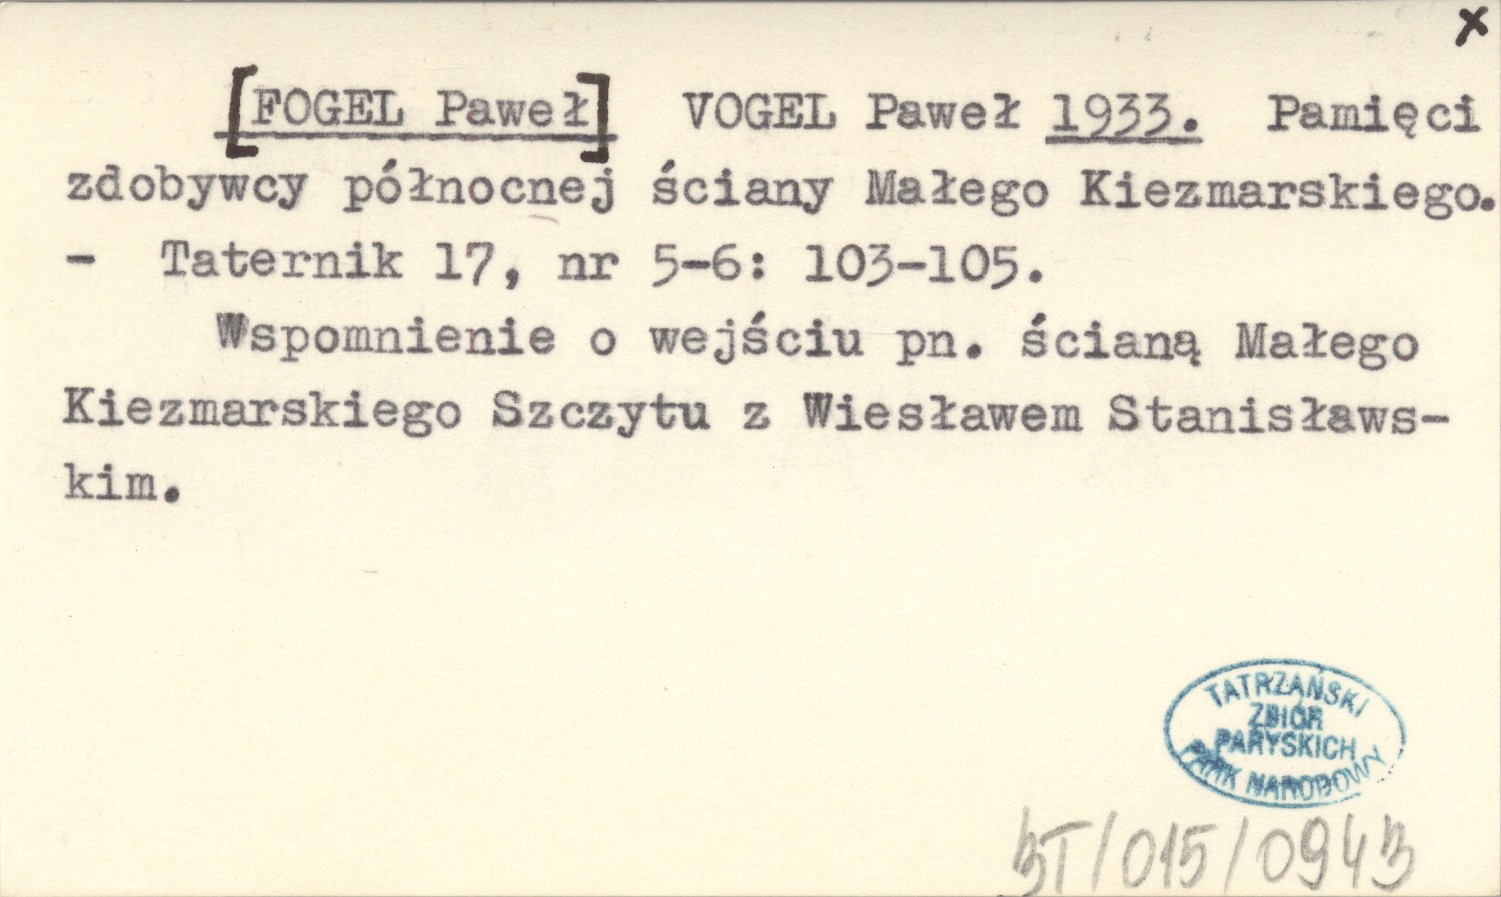 x
[FOGEL Paweł] VOGEL Paweł 1933. Pamięci
zdobywcy północnej ściany Małego Kiezmarskiego.
- Taternik 17, nr 5-6: 103-105.
Wspomnienie o wejściu pn. ścianą Małego
Kiezmarskiego Szczytu z Wiesławem Stanisławs-
kim.
TATRZAŃSKI
ZBIÓR
PARYSKICH
PARK NARODOWY
BT/015/0943